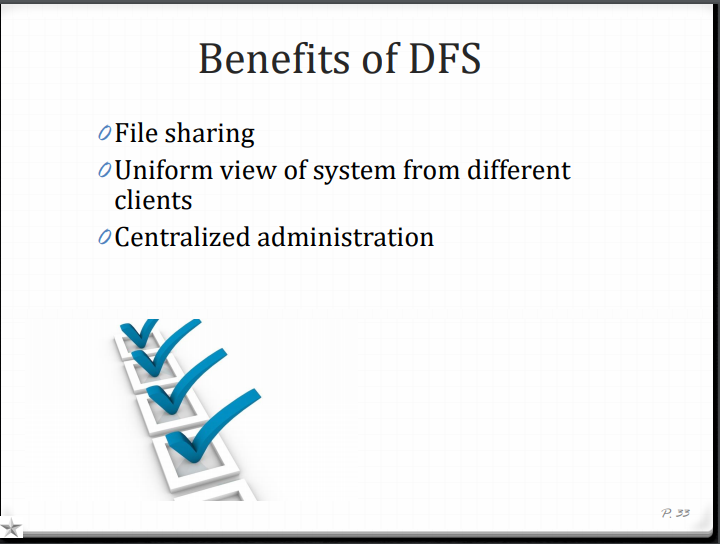 Benefits of DFS
File sharing
Uniform view of system from different
clients
Centralized administration
P. 33